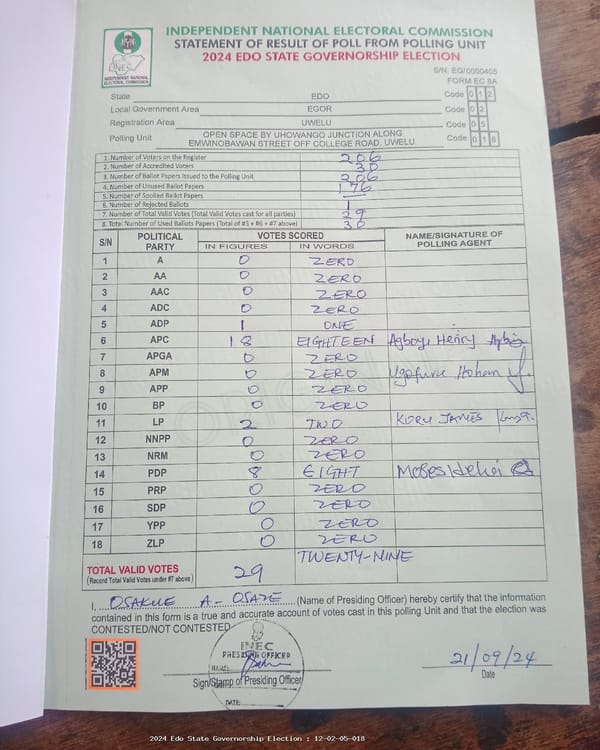 INDEPENDENT NATIONAL ELECTORAL COMMISSION
STATEMENT OF RESULT OF POLL FROM POLLING UNIT
2024 EDO STATE GOVERNORSHIP ELECTION
INEC
INDEPENDENT NATIONAL ELECTORAL COMMISSION
S/N: EG/0000405
FORM EC 8A
State EDO Code 0 1 2
Local Government Area EGOR Code 0 2
Registration Area UWELU Code 0 5
Polling Unit OPEN SPACE BY UHOWANGO JUNCTION ALONG EMWINOBAWAN STREET OFF COLLEGE ROAD, UWELU. Code 0 1 8
1. Number of Voters on the Register 206
2. Number of Accredited Voters 30
3. Number of Ballot Papers Issued to the Polling Unit 206
4. Number of Unused Ballot Papers 176
5. Number of Spoiled Ballot Papers —
6. Number of Rejected Ballots 1
7. Number of Total Valid Votes (Total Valid Votes cast for all parties) 29
8. Total Number of Used Ballots Papers (Total of #5 + #6 + #7 above) 30
S/N POLITICAL PARTY VOTES SCORED NAME/SIGNATURE OF POLLING AGENT
IN FIGURES IN WORDS
1 A 0 ZERO
2 AA 0 ZERO
3 AAC 0 ZERO
4 ADC 0 ZERO
5 ADP 1 ONE
6 APC 18 EIGHTEEN Henry
7 APGA 0 ZERO
8 APM 0 ZERO
9 APP 0 ZERO
10 BP 0 ZERO
11 LP 2 TWO JAMES
12 NNPP 0 ZERO
13 NRM 0 ZERO
14 PDP 8 EIGHT Moses
15 PRP 0 ZERO
16 SDP 0 ZERO
17 YPP 0 ZERO
18 ZLP 0 ZERO
TOTAL VALID VOTES 29 TWENTY-NINE
(Record Total Valid Votes under #7 above)
I, OSAKUE A- OSAZE (Name of Presiding Officer) hereby certify that the information
contained in this form is a true and accurate account of votes cast in this polling Unit and that the election was
CONTESTED/NOT CONTESTED
INEC
PRESIDING OFFICER
NAME:
Sign/Stamp of Presiding Officer
DATE:
21/09/24
Date
2024 Edo State Governorship Election : 12-02-05-018